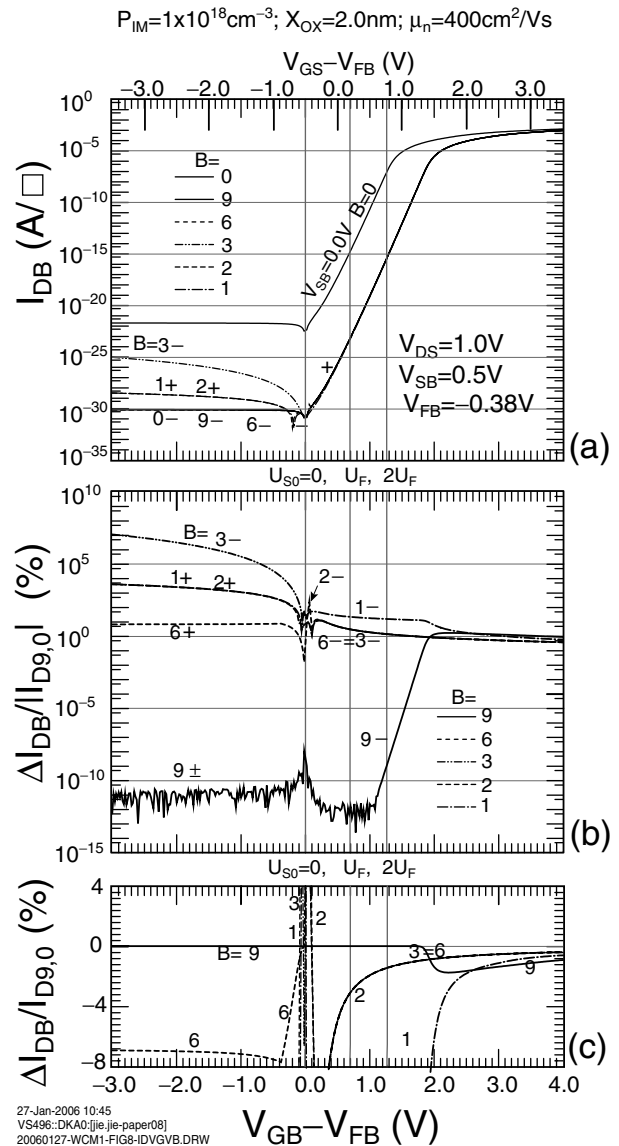 P_IM=1x10^18cm^−3; X_OX=2.0nm; μ_n=400cm^2/Vs
V_GS−V_FB (V)
−3.0 −2.0 −1.0 −0.5 0.0 0.5 1.0 2.0 3.0
10^0
10^−5
10^−10
10^−15
10^−20
10^−25
10^−30
10^−35
I_DB (A/□)
B=
0
9
6
3
2
1
V_SB=0.0V B=0
B=3−
1+ 2+
0− 9− 6− −
+
V_DS=1.0V
V_SB=0.5V
V_FB=−0.38V
(a)
U_S0=0, U_F, 2U_F
10^10
10^5
10^0
10^−5
10^−10
10^−15
ΔI_DB/|I_D9,0| (%)
B= 3−
1+ 2+
6+
2−
1−
6−=3−
9−
9 ±
B=
9
6
3
2
1
(b)
U_S0=0, U_F, 2U_F
4
0
−4
−8
ΔI_DB/I_D9,0 (%)
B= 9
3
1
2
3=6
9
6
6
2
1
(c)
−3.0 −2.0 −1.0 0.0 1.0 2.0 3.0 4.0
V_GB−V_FB (V)
27-Jan-2006 10:45
VS496::DKA0:[jie.jie-paper08]
20060127-WCM1-FIG8-IDVGVB.DRW